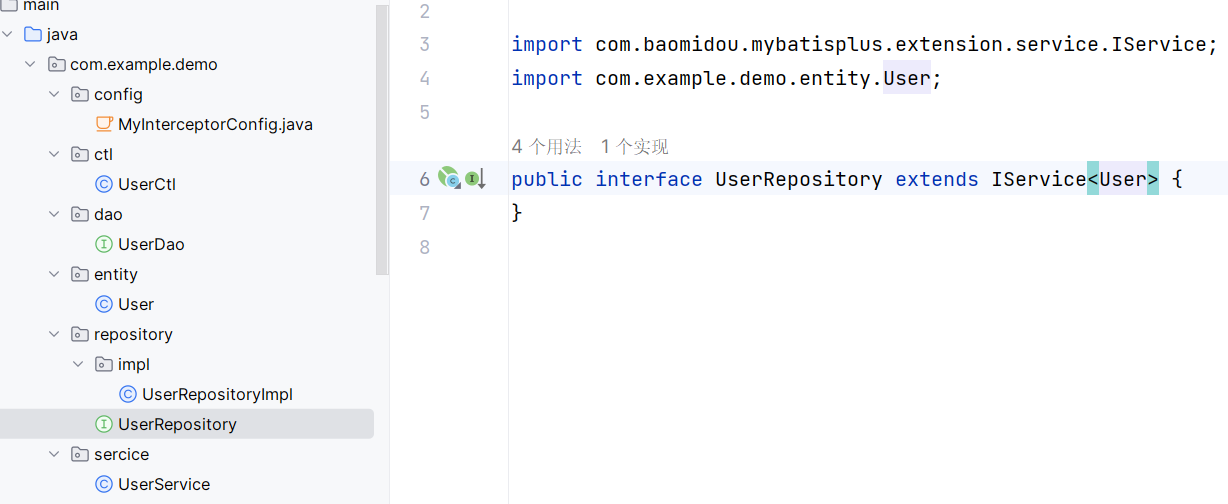 main
java
com.example.demo
config
MyInterceptorConfig.java
ctl
UserCtl
dao
UserDao
entity
User
repository
impl
UserRepositoryImpl
UserRepository
sercice
UserService
2
3 import com.baomidou.mybatisplus.extension.service.IService;
4 import com.example.demo.entity.User;
5
4 个用法 1 个实现
6 public interface UserRepository extends IService<User> {
7 }
8